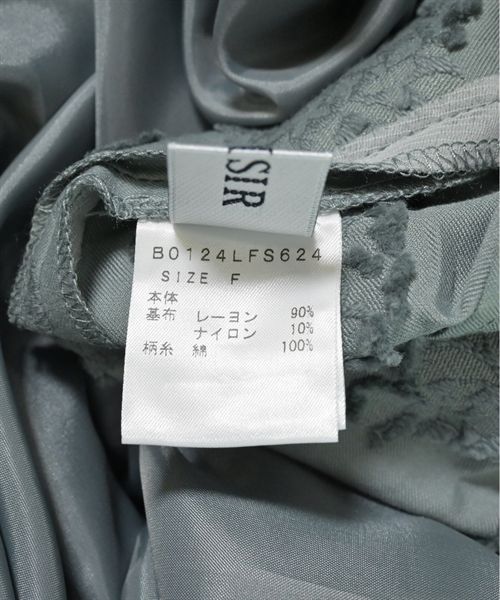 SIR
B0124LFS624
SIZE F
本体
基布 レーヨン 90%
ナイロン 10%
柄糸 綿 100%